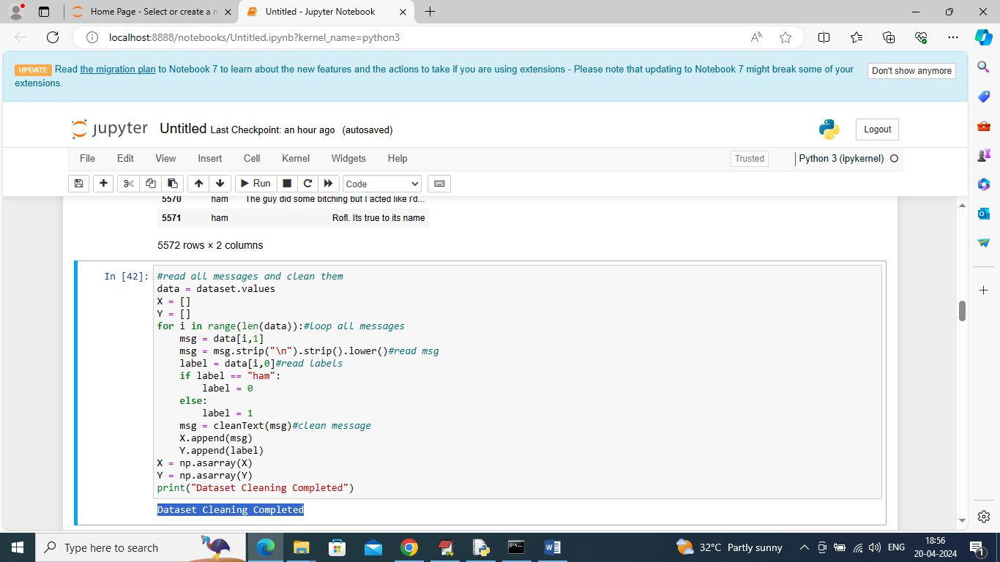 Home Page - Select or create a n
Untitled - Jupyter Notebook
localhost:8888/notebooks/Untitled.ipynb?kernel_name=python3
UPDATE Read the migration plan to Notebook 7 to learn about the new features and the actions to take if you are using extensions - Please note that updating to Notebook 7 might break some of your
extensions.
Don't show anymore
jupyter Untitled Last Checkpoint: an hour ago (autosaved)
Logout
File Edit View Insert Cell Kernel Widgets Help
Trusted
Python 3 (ipykernel)
Run
Code
5570 ham The guy did some bitching but I acted like i'd...
5571 ham Rofl. Its true to its name
5572 rows × 2 columns
In [42]: #read all messages and clean them
data = dataset.values
X = []
Y = []
for i in range(len(data)):#loop all messages
    msg = data[i,1]
    msg = msg.strip("\n").strip().lower()#read msg
    label = data[i,0]#read labels
    if label == "ham":
        label = 0
    else:
        label = 1
    msg = cleanText(msg)#clean message
    X.append(msg)
    Y.append(label)
X = np.asarray(X)
Y = np.asarray(Y)
print("Dataset Cleaning Completed")
Dataset Cleaning Completed
Type here to search
32°C Partly sunny
ENG
18:56
20-04-2024
1